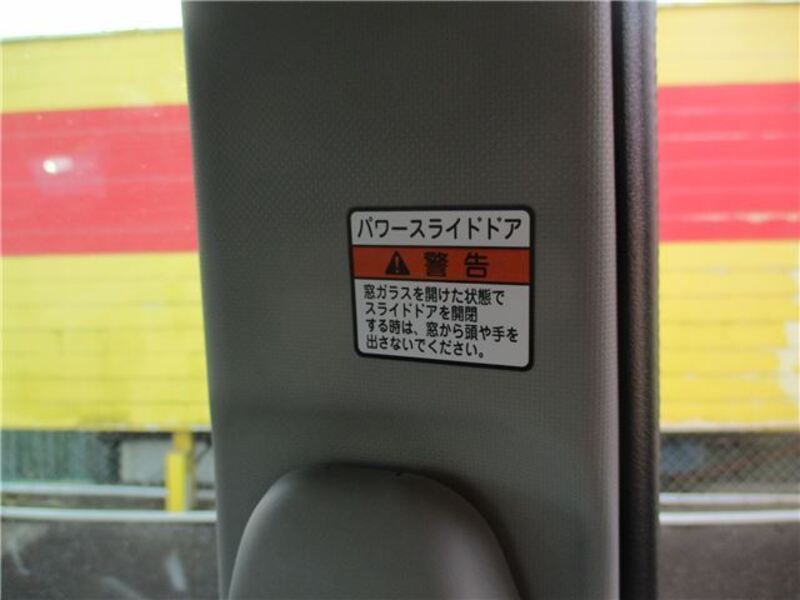 パワースライドドア
警告
窓ガラスを開けた状態で
スライドドアを開閉
する時は、窓から頭や手を
出さないでください。